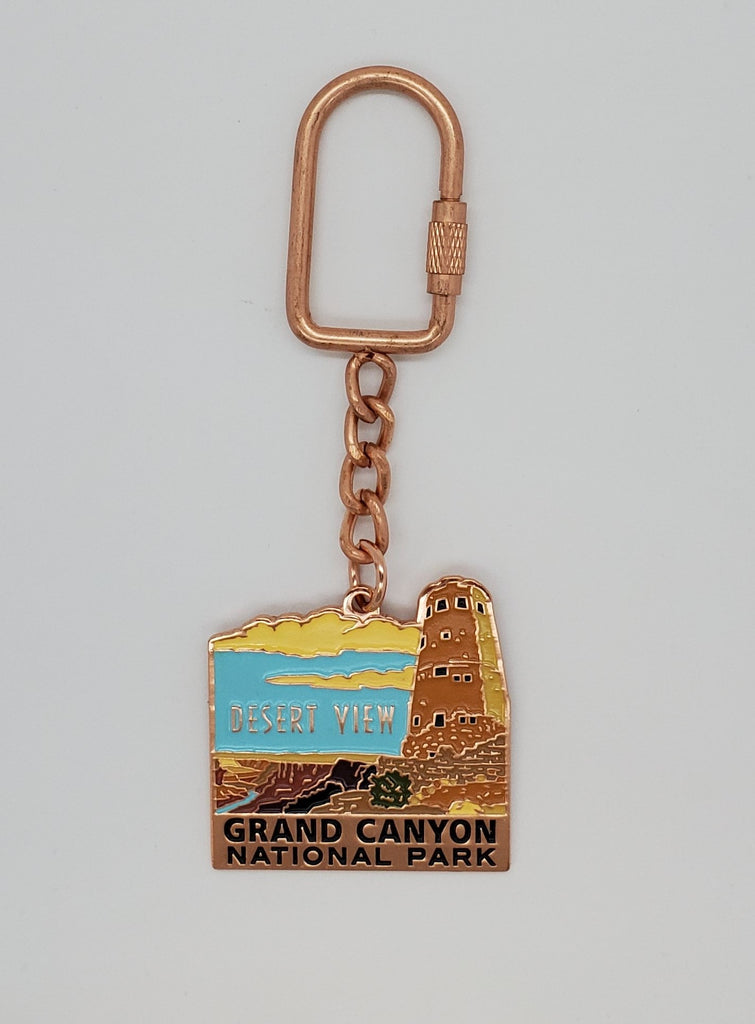 DESERT VIEW
GRAND CANYON
NATIONAL PARK